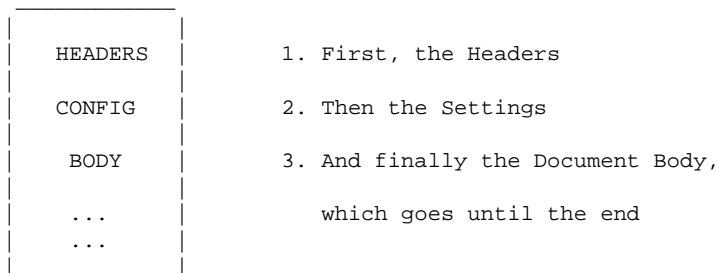 HEADERS 1. First, the Headers
CONFIG 2. Then the Settings
BODY 3. And finally the Document Body,
... which goes until the end
...